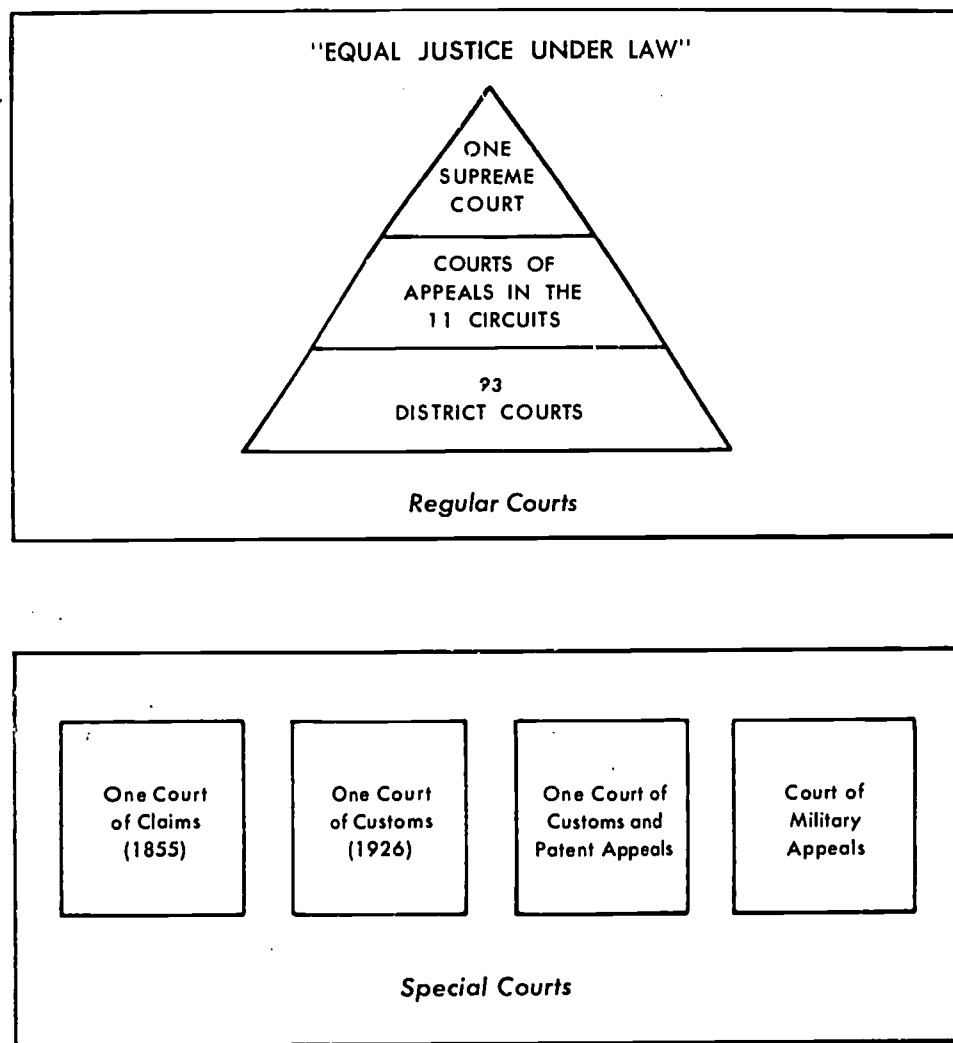 "EQUAL JUSTICE UNDER LAW"
ONE
SUPREME
COURT
COURTS OF
APPEALS IN THE
11 CIRCUITS
93
DISTRICT COURTS
Regular Courts
One Court
of Claims
(1855)
One Court
of Customs
(1926)
One Court of
Customs and
Patent Appeals
Court of
Military
Appeals
Special Courts